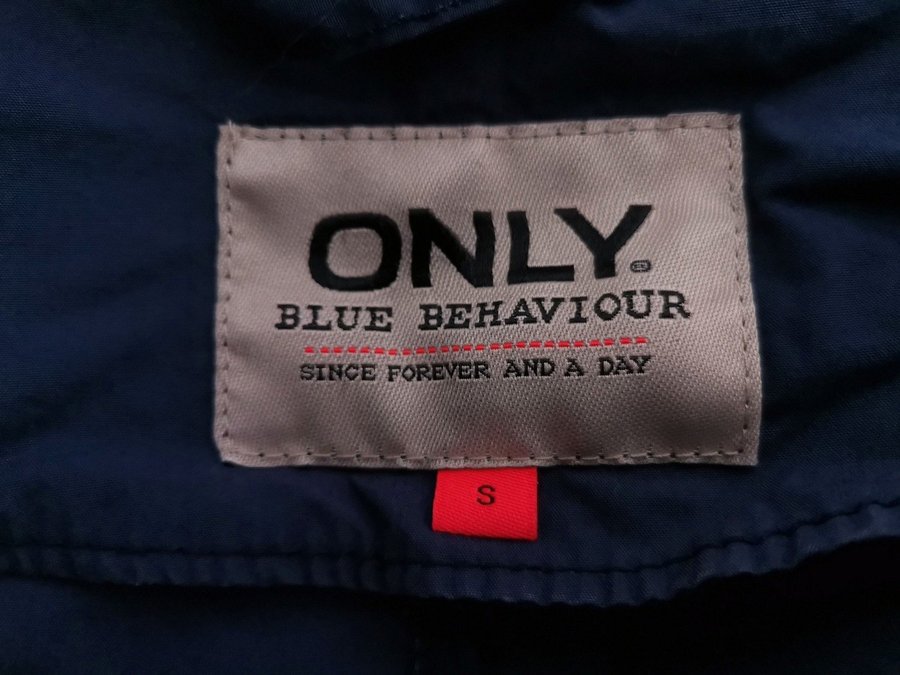 ONLY®
BLUE BEHAVIOUR
SINCE FOREVER AND A DAY
S